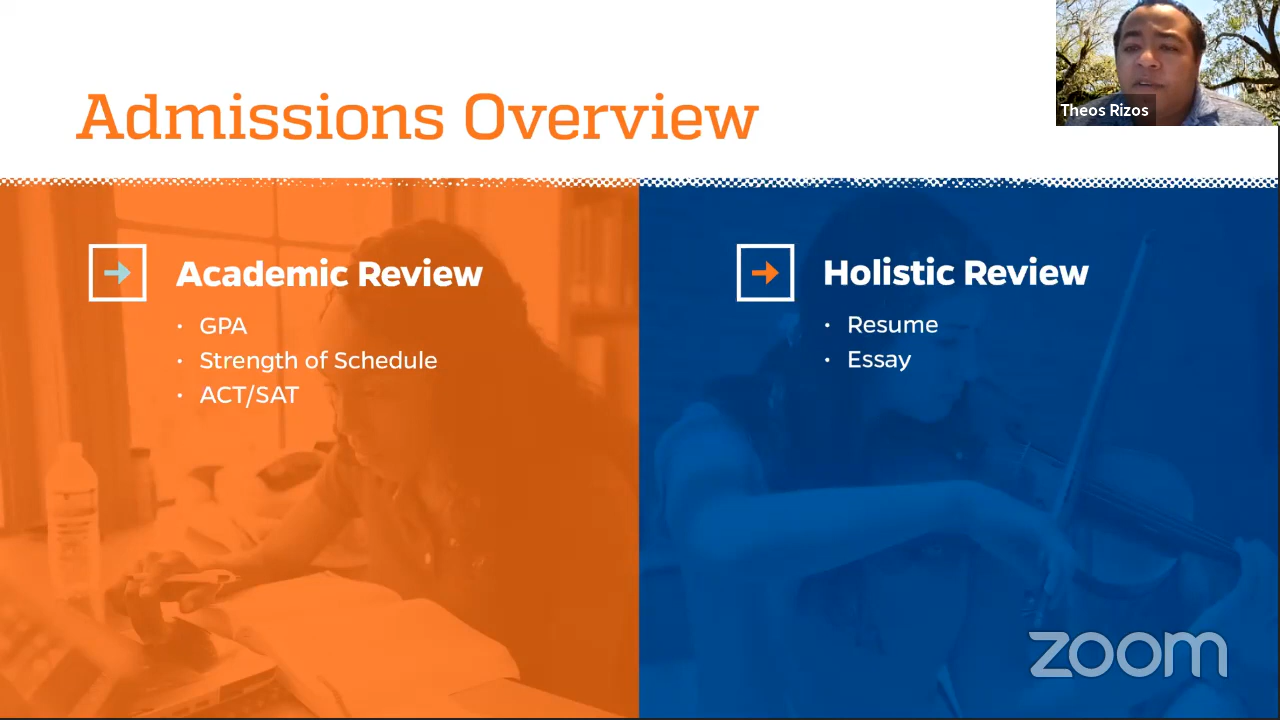 Admissions Overview
Theos Rizos
Academic Review
• GPA
• Strength of Schedule
• ACT/SAT
Holistic Review
• Resume
• Essay
zoom